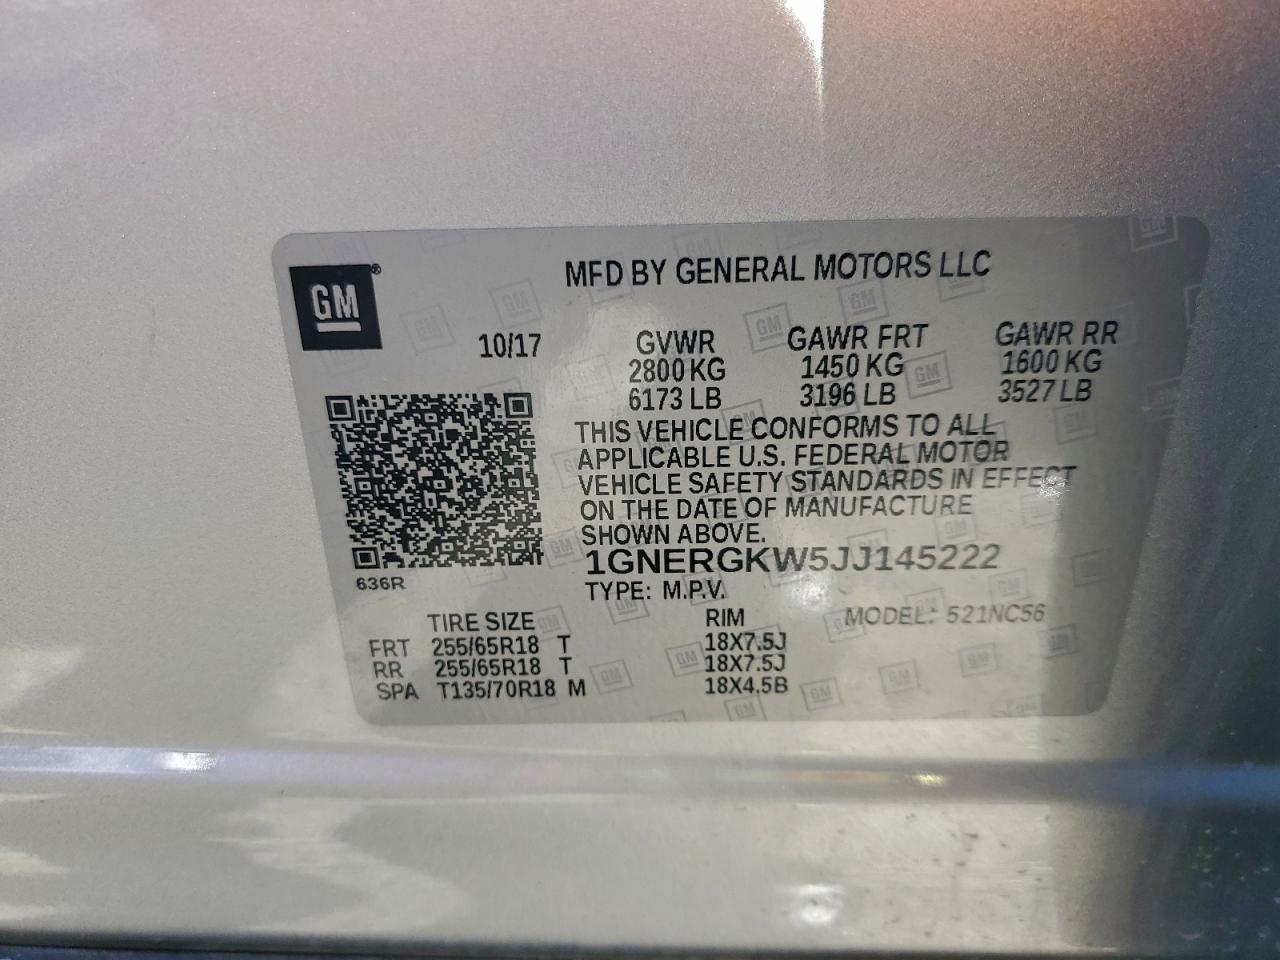 GM®
MFD BY GENERAL MOTORS LLC
10/17 GVWR GAWR FRT GAWR RR
2800 KG 1450 KG 1600 KG
6173 LB 3196 LB 3527 LB
THIS VEHICLE CONFORMS TO ALL
APPLICABLE U.S. FEDERAL MOTOR
VEHICLE SAFETY STANDARDS IN EFFECT
ON THE DATE OF MANUFACTURE
SHOWN ABOVE.
1GNERGKW5JJ145222
636R
TYPE: M.P.V.
MODEL: 521NC56
TIRE SIZE RIM
FRT 255/65R18 T 18X7.5J
RR 255/65R18 T 18X7.5J
SPA T135/70R18 M 18X4.5B